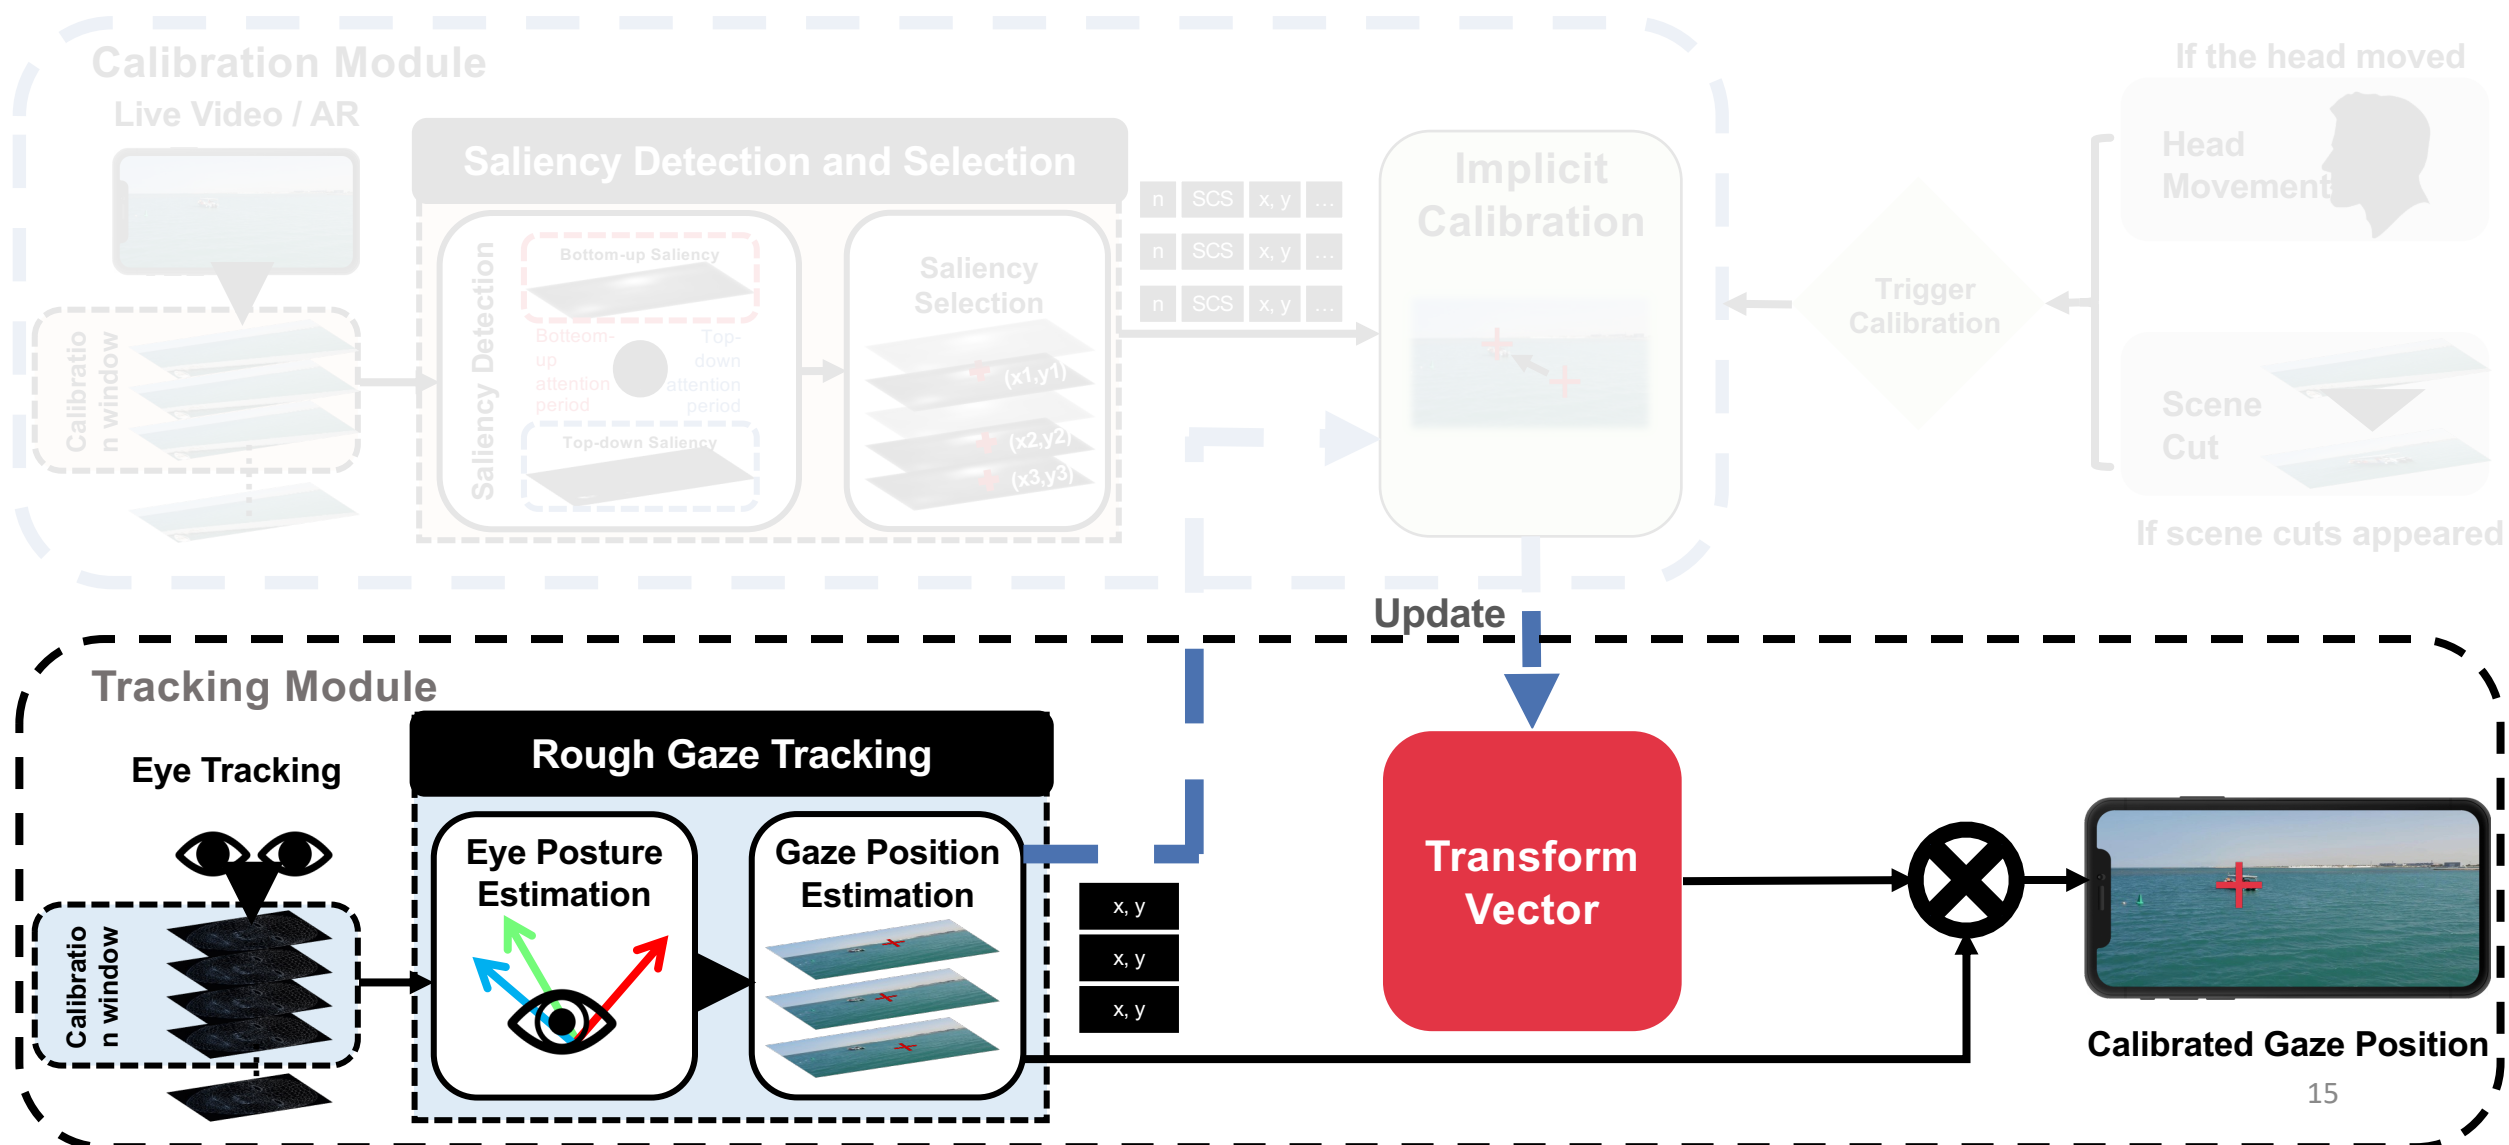 Calibration Module
Live Video / AR
Calibratio
n window
Saliency Detection and Selection
Saliency Detection
Bottom-up Saliency
Botteom-
up
attention
period
Top-
down
attention
period
Top-down Saliency
Saliency
Selection
(x1,y1)
(x2,y2)
(x3,y3)
n SCS x, y ...
n SCS x, y ...
n SCS x, y ...
Implicit
Calibration
Trigger
Calibration
If the head moved
Head
Movement
Scene
Cut
If scene cuts appeared
Update
Tracking Module
Eye Tracking
Calibratio
n window
Rough Gaze Tracking
Eye Posture
Estimation
Gaze Position
Estimation
x, y
x, y
x, y
Transform
Vector
Calibrated Gaze Position
15